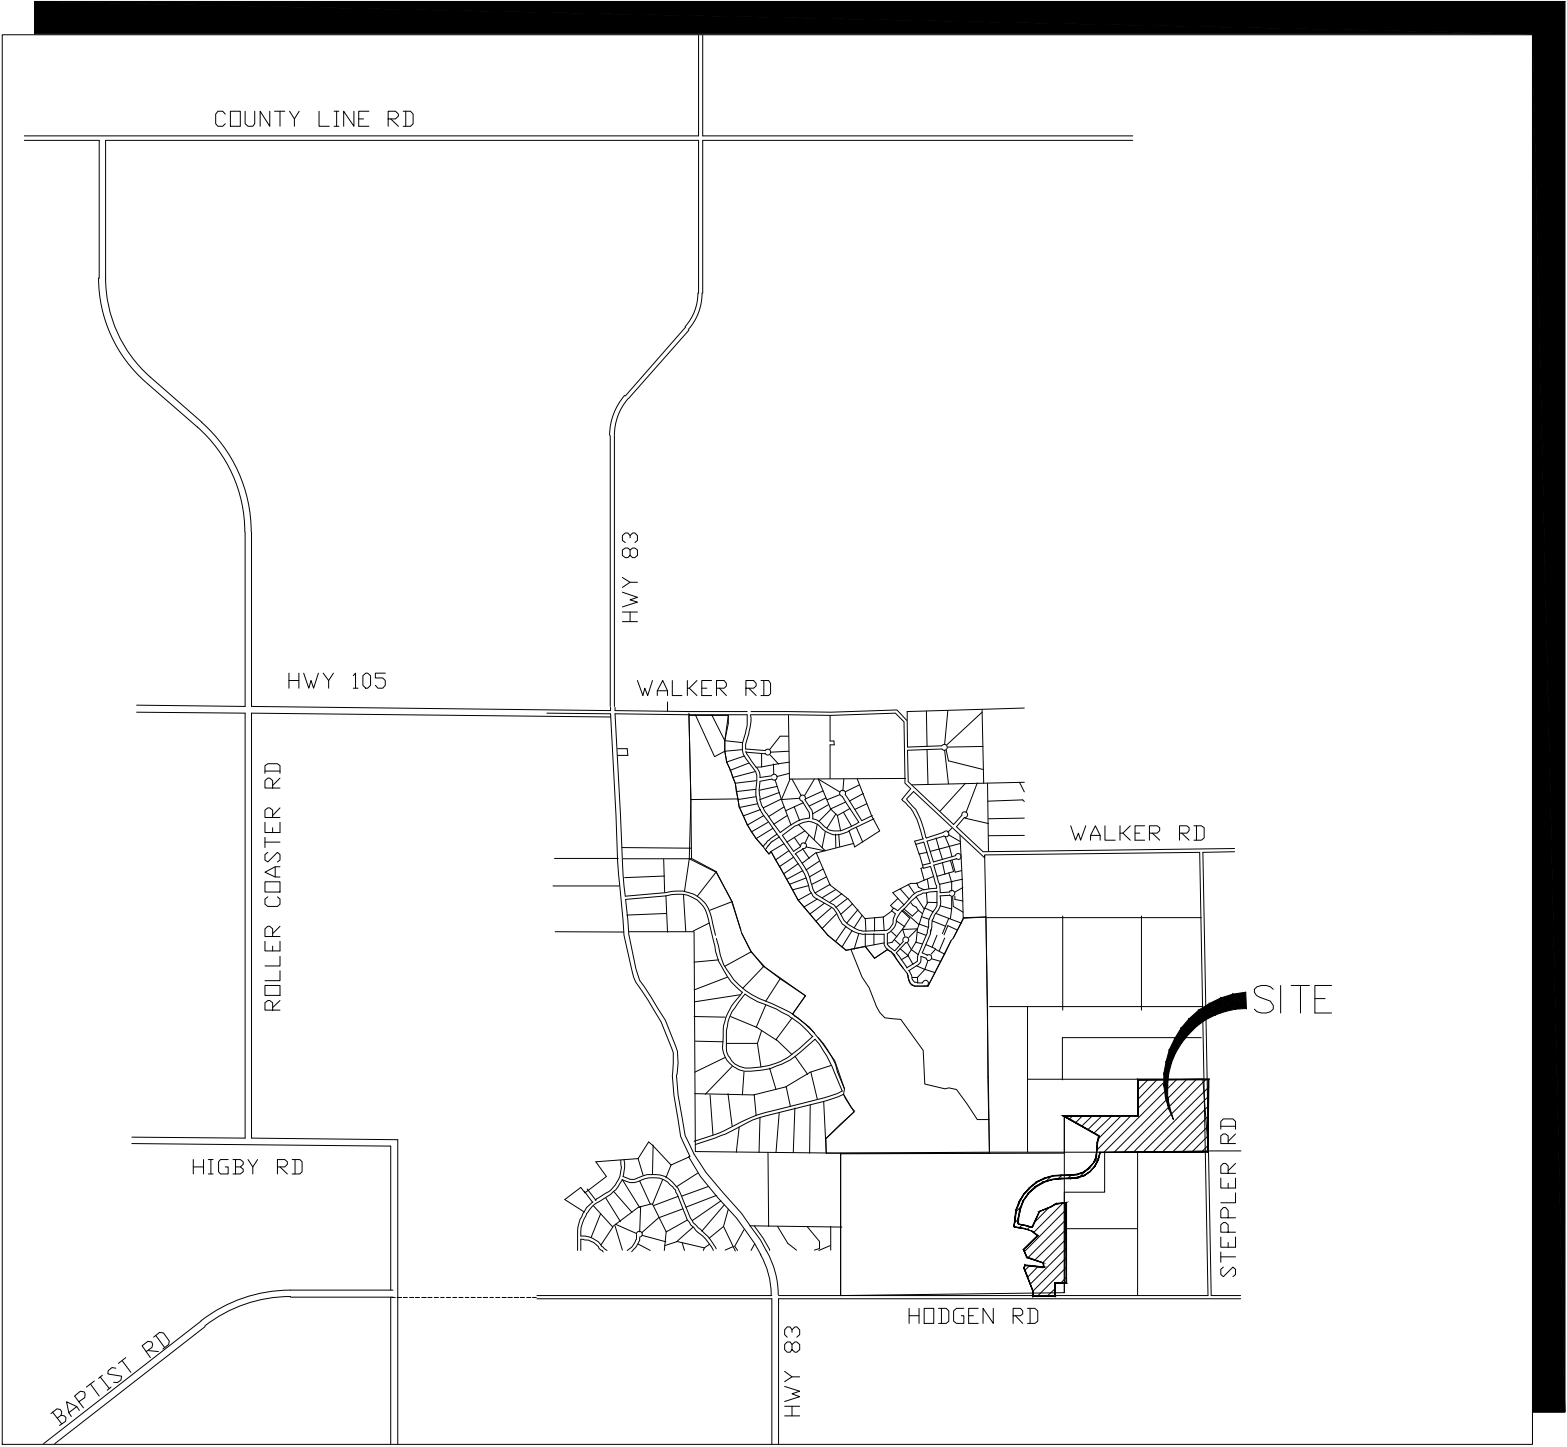 COUNTY LINE RD
HWY 83
HWY 105
WALKER RD
ROLLER COASTER RD
WALKER RD
SITE
STEPPLER RD
HIGBY RD
HODGEN RD
BAPTIST RD
HWY 83